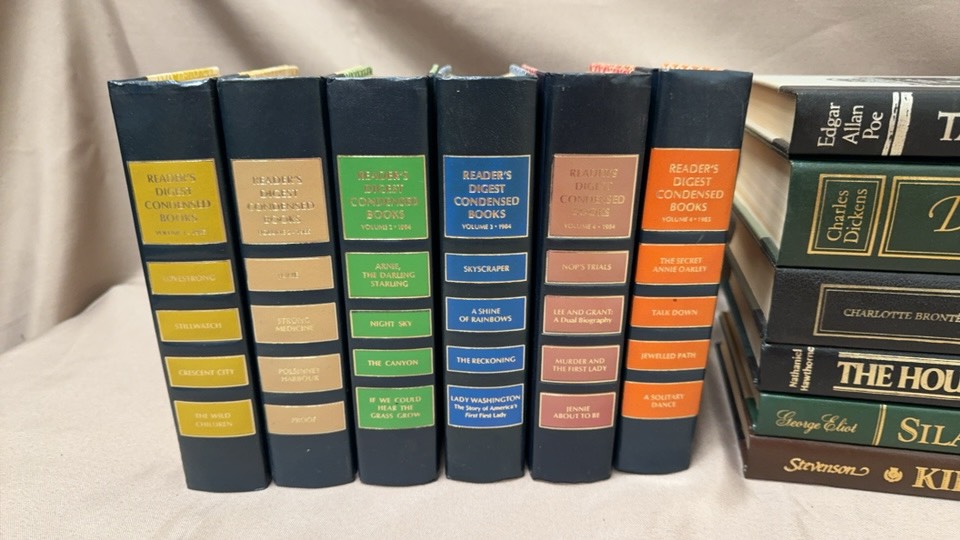 READER'S
DIGEST
CONDENSED
BOOKS
LOVESTRONG
STILLWATCH
CRESCENT CITY
THE WILD
CHILDREN
READER'S
DIGEST
CONDENSED
BOOKS
STRONG
MEDICINE
POLSINNEY
HARBOUR
PROOF
READER'S
DIGEST
CONDENSED
BOOKS
VOLUME 2 • 1984
ARNIE,
THE DARLING
STARLING
NIGHT SKY
THE CANYON
IF WE COULD
HEAR THE
GRASS GROW
READER'S
DIGEST
CONDENSED
BOOKS
VOLUME 3 • 1984
SKYSCRAPER
A SHINE
OF RAINBOWS
THE RECKONING
LADY WASHINGTON
The Story of America's
First First Lady
READER'S
DIGEST
CONDENSED
BOOKS
VOLUME 4 • 1984
NOP'S TRIALS
LEE AND GRANT:
A Dual Biography
MURDER AND
THE FIRST LADY
JENNIE
ABOUT TO BE
READER'S
DIGEST
CONDENSED
BOOKS
VOLUME 6 • 1983
THE SECRET
ANNIE OAKLEY
TALK DOWN
JEWELLED PATH
A SOLITARY
DANCE
Edgar
Allan
Poe
TA
Charles
Dickens
D
CHARLOTTE BRONTË
Nathaniel
Hawthorne
THE HOU
George Eliot
SILA
Stevenson
KI